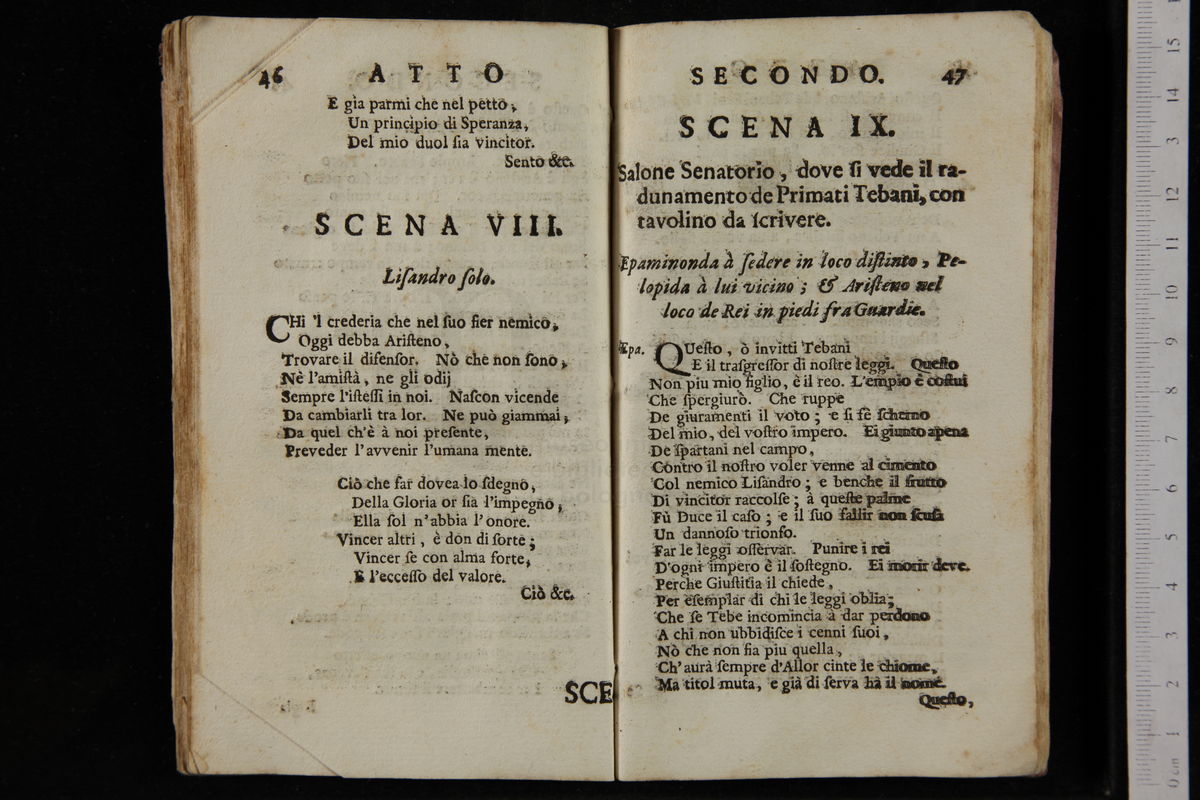 46 ATTO
E gia parmi che nel petto,
Un principio di Speranza,
Del mio duol ſia vincitor.
Sento &c.
SCENA VIII.
Liſandro ſolo.
CHi 'l crederia che nel ſuo fier nemico,
Oggi debba Ariſteno,
Trovare il difenſor. Nò che non ſono,
Nè l'amiſtà, ne gli odij
Sempre l'iſteſſi in noi. Naſcon vicende
Da cambiarli tra lor. Ne può giammai,
Da quel ch'è à noi preſente,
Preveder l'avvenir l'umana mente.
Ciò che far dovea lo ſdegno,
Della Gloria or ſia l'impegno,
Ella ſol n'abbia l'onore.
Vincer altri, è don di ſorte;
Vincer ſe con alma forte,
E l'ecceſſo del valore.
Ciò &c.
SCE
SECONDO. 47
SCENA IX.
Salone Senatorio, dove ſi vede il ra-
dunamento de Primati Tebani, con
tavolino da ſcrivere.
Epaminonda à ſedere in loco diſtinto, Pe-
lopida à lui vicino; & Ariſteno nel
loco de Rei in piedi fra Guardie.
Epa. QUeſto, ò invitti Tebani
E il traſgreſſor di noſtre leggi. Queſto
Non piu mio figlio, è il reo. L'empio è coſtui
Che ſpergiurò. Che ruppe
De giuramenti il voto; e ſi fè ſcherno
Del mio, del voſtro impero. Ei giunto apena
De ſpartani nel campo,
Contro il noſtro voler venne al cimento
Col nemico Liſandro; e benche il frutto
Di vincitor raccolſe; à queſte palme
Fù Duce il caſo; e il ſuo fallir non ſcuſa
Un dannoſo trionfo.
Far le leggi oſſervar. Punire i rei
D'ogni impero è il ſoſtegno. Ei morir deve.
Perche Giuſtitia il chiede,
Per eſemplar di chi le leggi oblia;
Che ſe Tebe incomincia à dar perdono
A chi non ubbidiſce i cenni ſuoi,
Nò che non fia piu quella,
Ch'aurà ſempre d'Allor cinte le chiome,
Ma titol muta, e già di ſerva hà il nome.
Queſto,